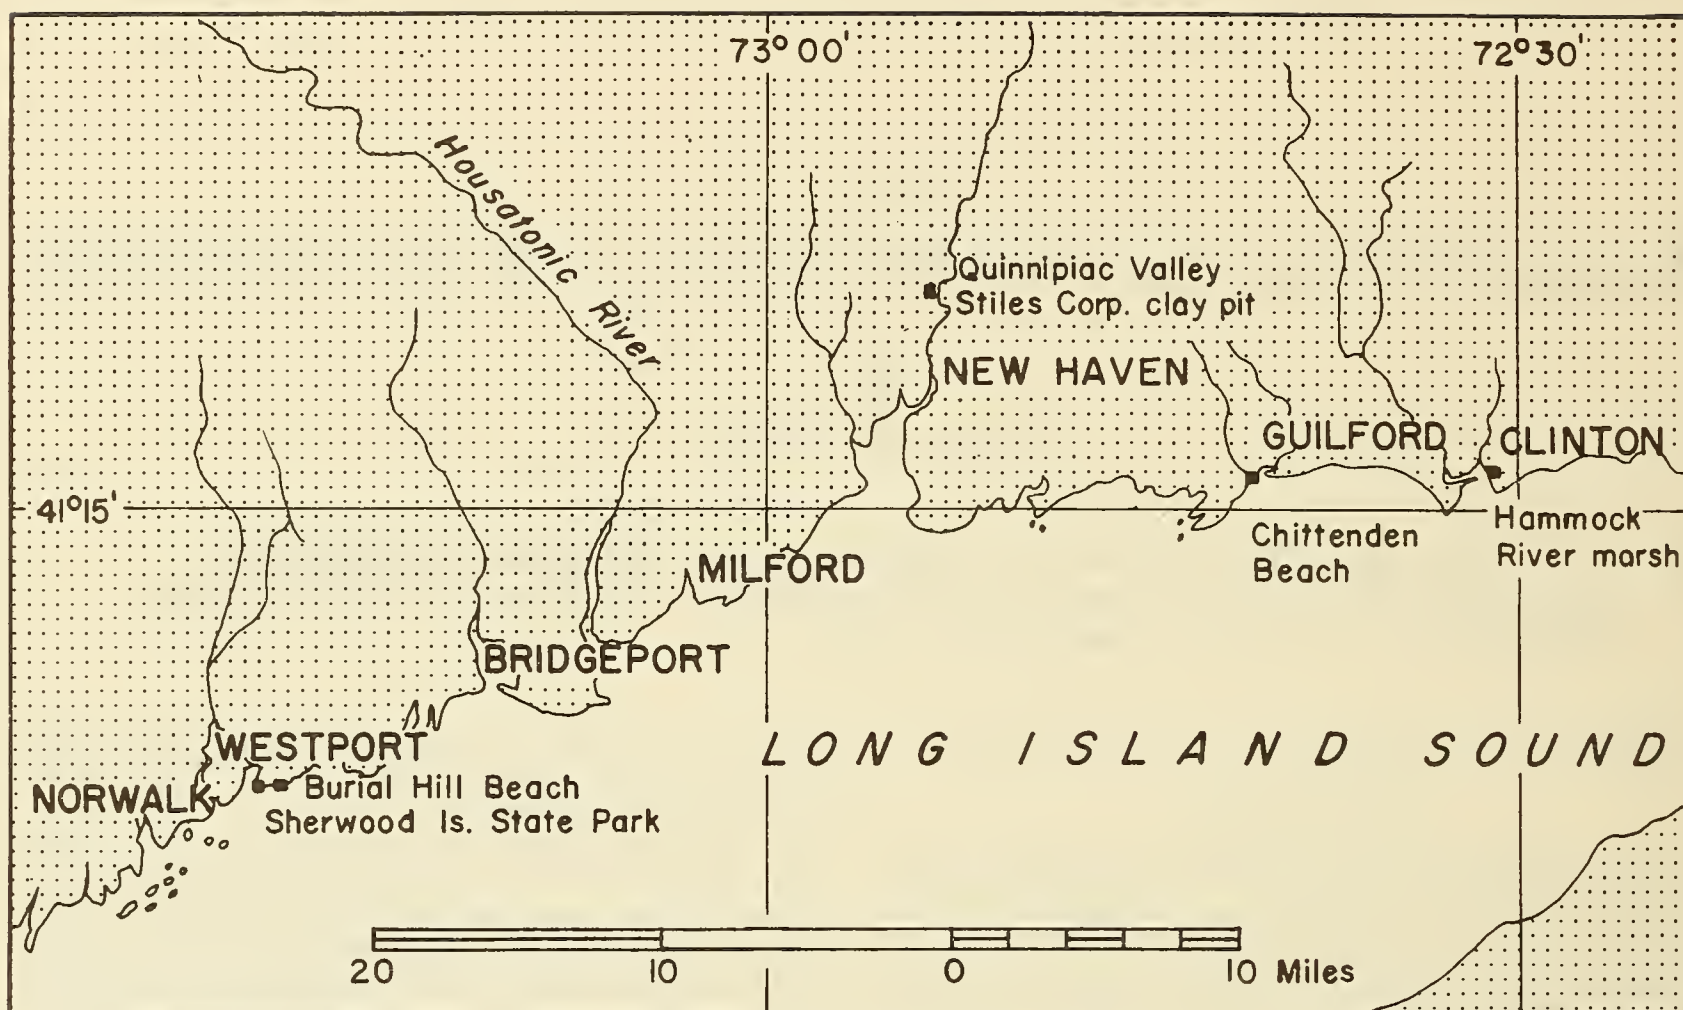 73°00'
72°30'
Housatonic River
Quinnipiac Valley
Stiles Corp. clay pit
NEW HAVEN
GUILFORD
CLINTON
41°15'
Chittenden
Beach
Hammock
River marsh
MILFORD
BRIDGEPORT
WESTPORT
LONG ISLAND SOUND
NORWALK
Burial Hill Beach
Sherwood Is. State Park
20 10 0 10 Miles